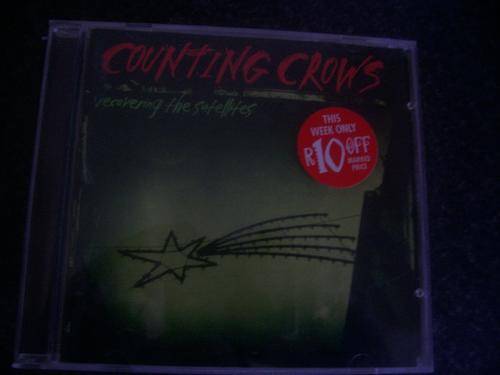 COUNTING CROWS
recovering the satellites
THIS
WEEK ONLY
R10 OFF
MARKED
PRICE